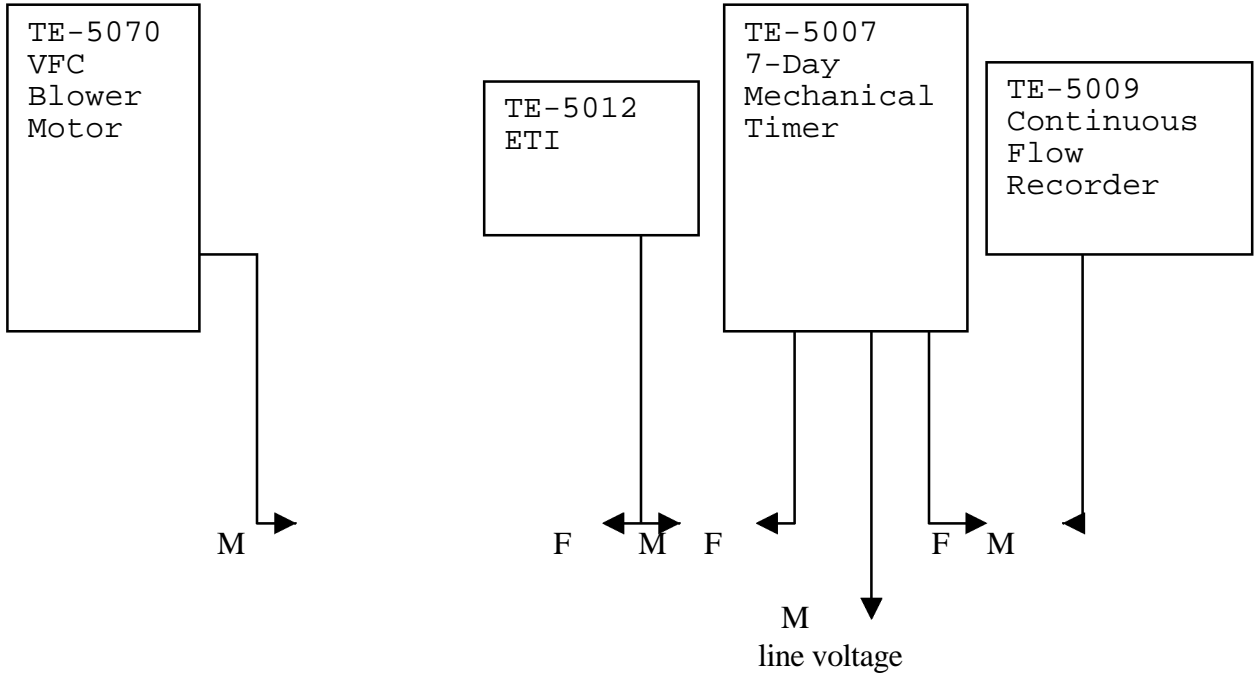 TE-5070
VFC
Blower
Motor
TE-5012
ETI
TE-5007
7-Day
Mechanical
Timer
TE-5009
Continuous
Flow
Recorder
M
F M F
F M
M
line voltage